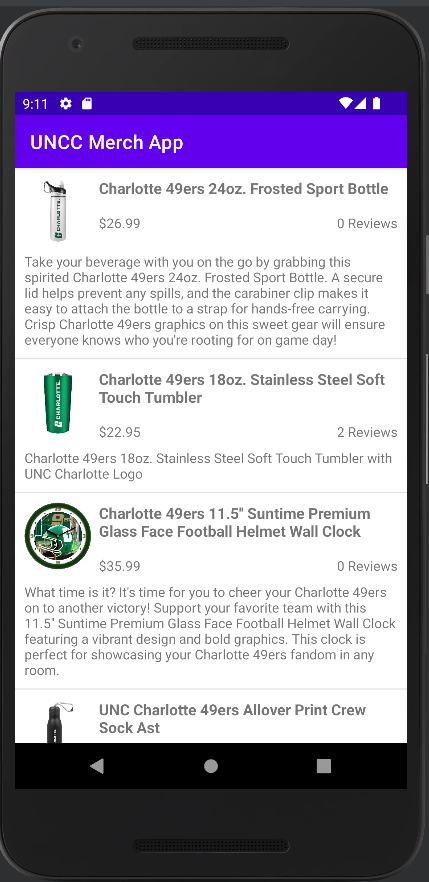 9:11
UNCC Merch App
Charlotte 49ers 24oz. Frosted Sport Bottle
$26.99 0 Reviews
CHARLOTTE
Take your beverage with you on the go by grabbing this
spirited Charlotte 49ers 24oz. Frosted Sport Bottle. A secure
lid helps prevent any spills, and the carabiner clip makes it
easy to attach the bottle to a strap for hands-free carrying.
Crisp Charlotte 49ers graphics on this sweet gear will ensure
everyone knows who you're rooting for on game day!
Charlotte 49ers 18oz. Stainless Steel Soft
Touch Tumbler
CHARLOTTE
$22.95 2 Reviews
Charlotte 49ers 18oz. Stainless Steel Soft Touch Tumbler with
UNC Charlotte Logo
Charlotte 49ers 11.5" Suntime Premium
Glass Face Football Helmet Wall Clock
$35.99 0 Reviews
What time is it? It's time for you to cheer your Charlotte 49ers
on to another victory! Support your favorite team with this
11.5" Suntime Premium Glass Face Football Helmet Wall Clock
featuring a vibrant design and bold graphics. This clock is
perfect for showcasing your Charlotte 49ers fandom in any
room.
UNC Charlotte 49ers Allover Print Crew
Sock Ast